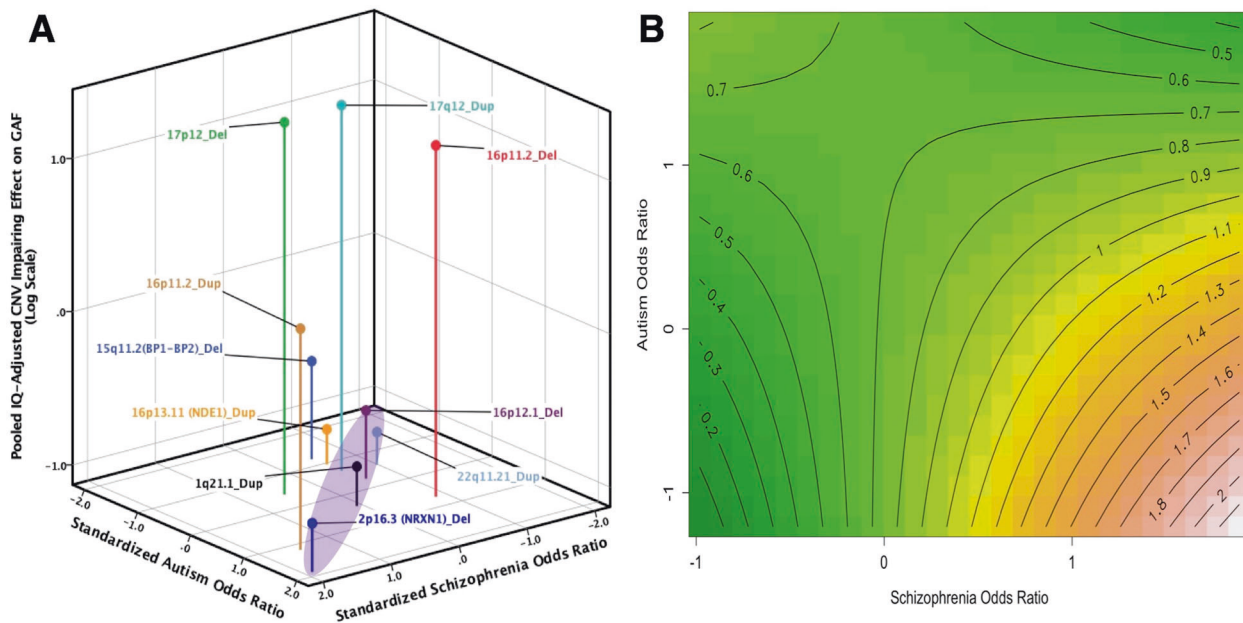 A
Pooled IQ-Adjusted CNV Impairing Effect on GAF
(Log Scale)
1.0
.0
-1.0
17p12_Del
17q12_Dup
16p11.2_Del
16p11.2_Dup
15q11.2(BP1-BP2)_Del
16p13.11 (NDE1)_Dup
16p12.1_Del
1q21.1_Dup
22q11.21_Dup
2p16.3 (NRXN1)_Del
-2.0
-1.0
.0
1.0
2.0
Standardized Autism Odds Ratio
2.0
1.0
.0
-1.0
-2.0
Standardized Schizophrenia Odds Ratio
B
Autism Odds Ratio
1
0
-1
0.7
0.5
0.6
0.7
0.8
0.9
1
1.1
1.2
1.3
1.4
1.5
1.6
1.7
1.8
2
0.6
0.5
0.4
0.3
0.2
-1
0
1
Schizophrenia Odds Ratio